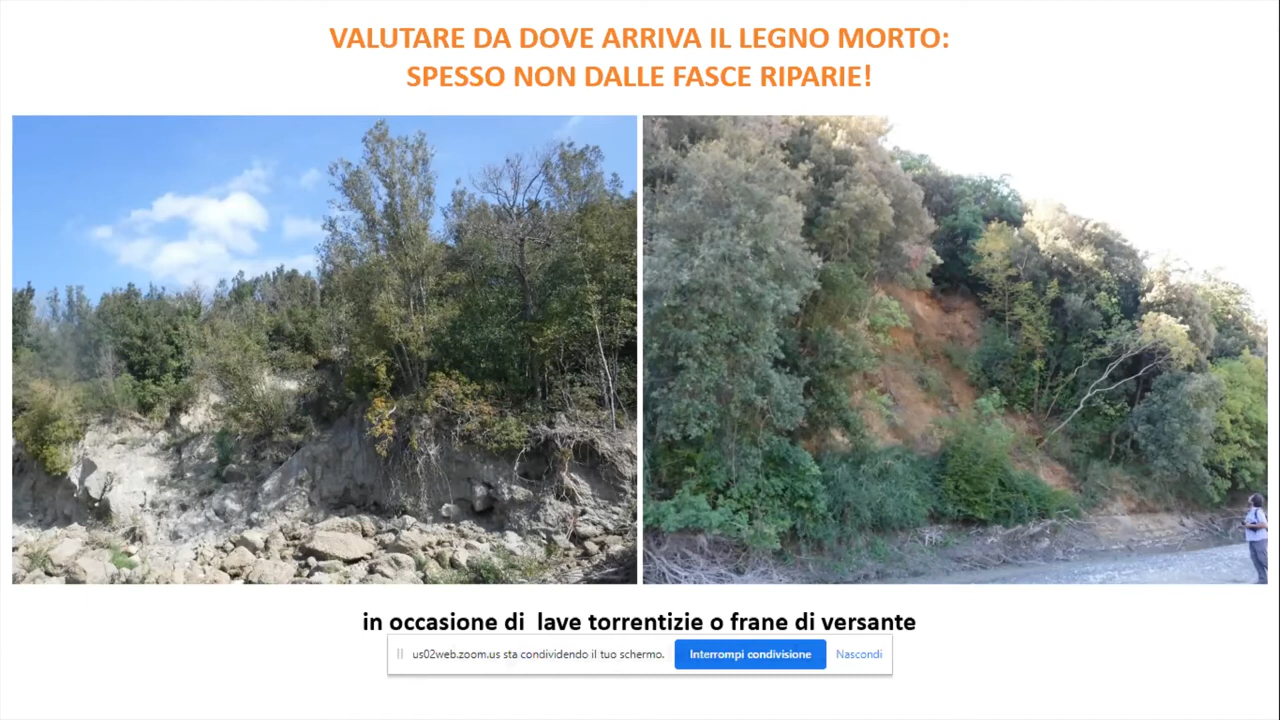 VALUTARE DA DOVE ARRIVA IL LEGNO MORTO:
SPESSO NON DALLE FASCE RIPARIE!
in occasione di lave torrentizie o frane di versante
us02web.zoom.us sta condividendo il tuo schermo.
Interrompi condivisione
Nascondi